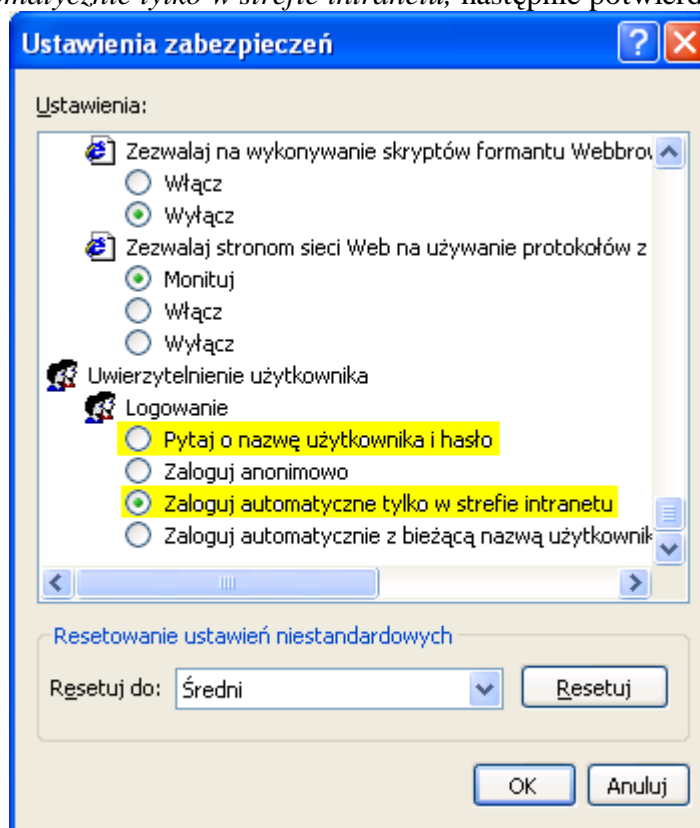 matycznie tylko w strefie intranetu, następnie potwierd
Ustawienia zabezpieczeń
Ustawienia:
Zezwalaj na wykonywanie skryptów formantu Webbrow
Włącz
Wyłącz
Zezwalaj stronom sieci Web na używanie protokołów z
Monituj
Włącz
Wyłącz
Uwierzytelnienie użytkownika
Logowanie
Pytaj o nazwę użytkownika i hasło
Zaloguj anonimowo
Zaloguj automatyczne tylko w strefie intranetu
Zaloguj automatycznie z bieżącą nazwą użytkownik
Resetowanie ustawień niestandardowych
Resetuj do: Średni Resetuj
OK Anuluj